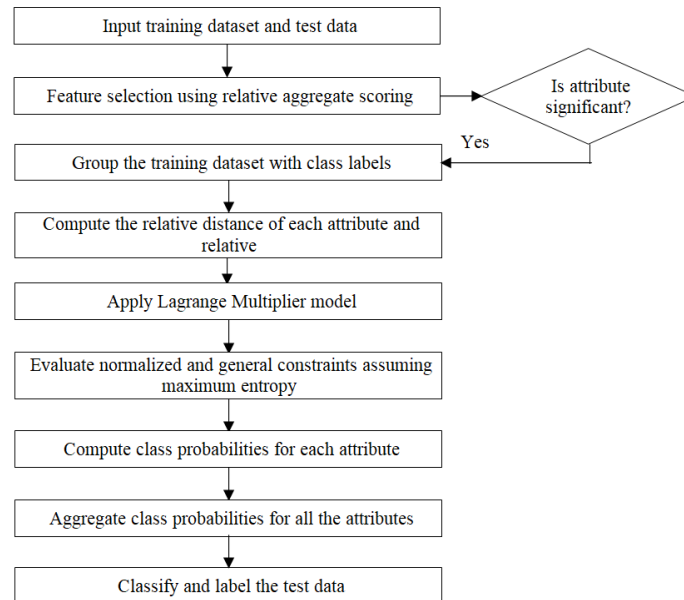 Input training dataset and test data
Feature selection using relative aggregate scoring
Is attribute
significant?
Yes
Group the training dataset with class labels
Compute the relative distance of each attribute and
relative
Apply Lagrange Multiplier model
Evaluate normalized and general constraints assuming
maximum entropy
Compute class probabilities for each attribute
Aggregate class probabilities for all the attributes
Classify and label the test data